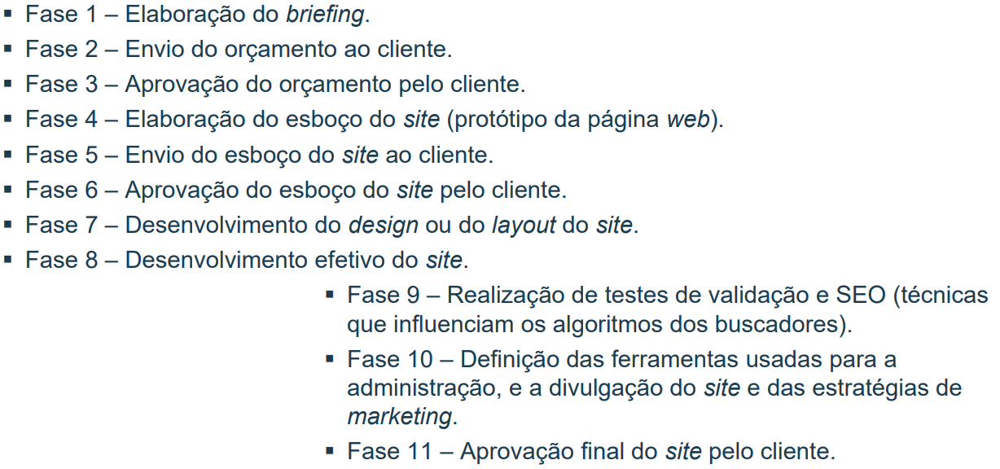 ▪ Fase 1 – Elaboração do briefing.
▪ Fase 2 – Envio do orçamento ao cliente.
▪ Fase 3 – Aprovação do orçamento pelo cliente.
▪ Fase 4 – Elaboração do esboço do site (protótipo da página web).
▪ Fase 5 – Envio do esboço do site ao cliente.
▪ Fase 6 – Aprovação do esboço do site pelo cliente.
▪ Fase 7 – Desenvolvimento do design ou do layout do site.
▪ Fase 8 – Desenvolvimento efetivo do site.
▪ Fase 9 – Realização de testes de validação e SEO (técnicas
que influenciam os algoritmos dos buscadores).
▪ Fase 10 – Definição das ferramentas usadas para a
administração, e a divulgação do site e das estratégias de
marketing.
▪ Fase 11 – Aprovação final do site pelo cliente.